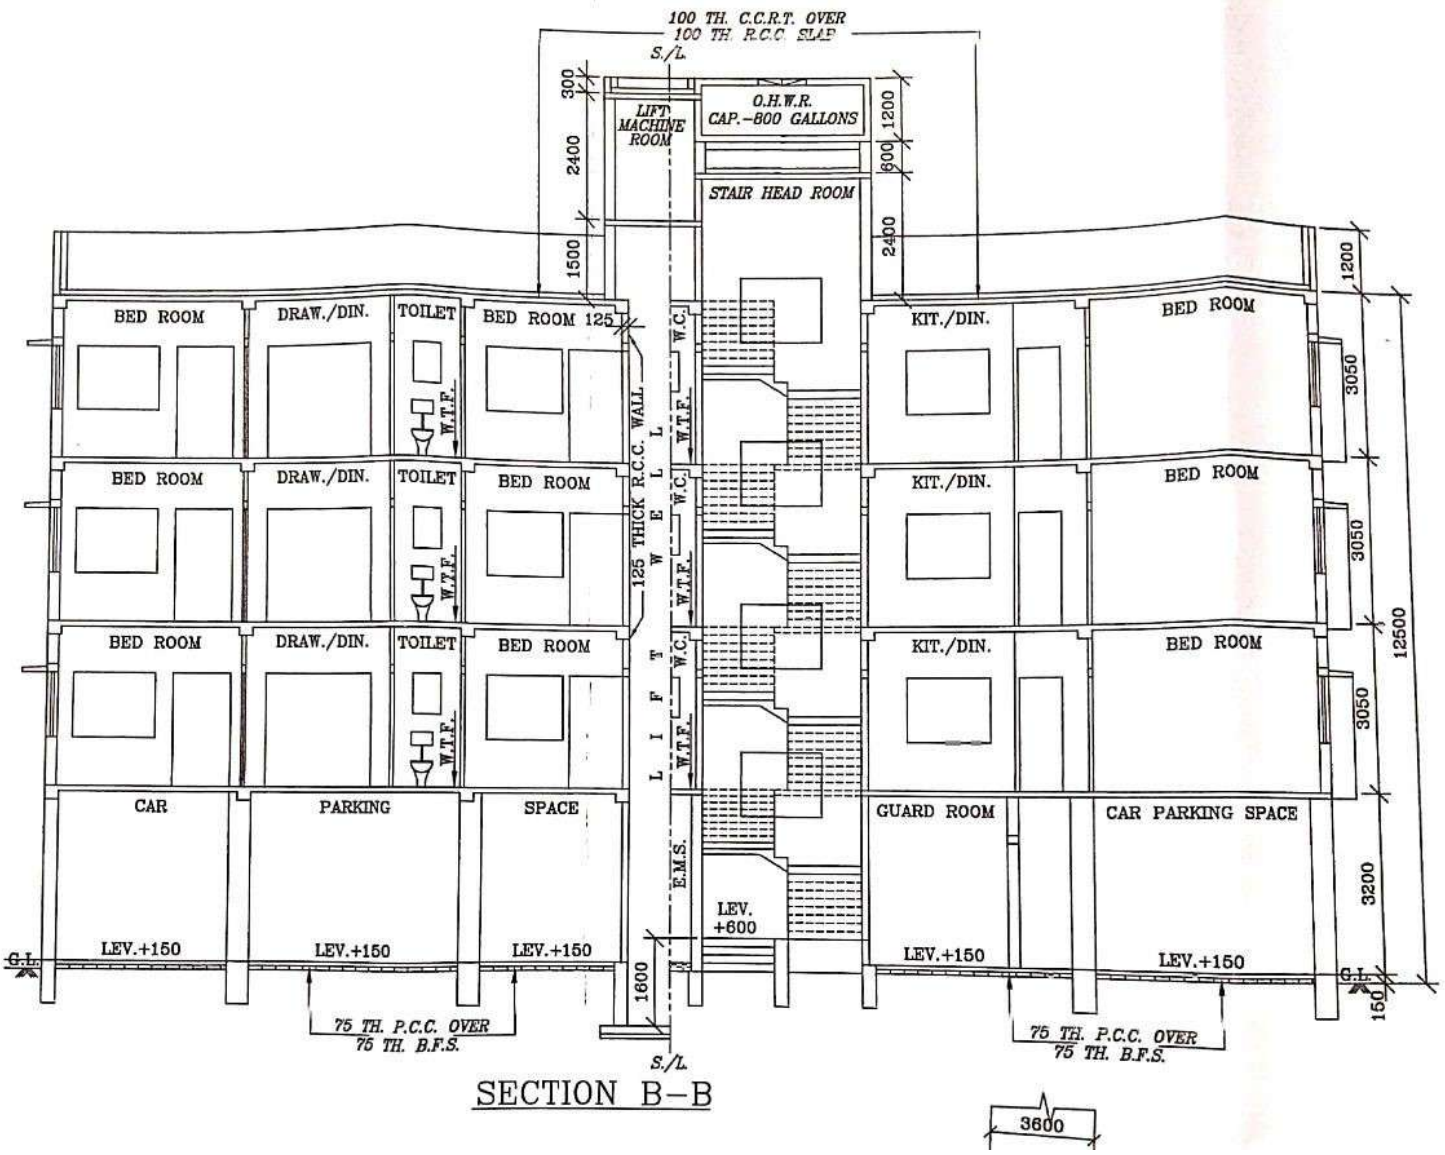 100 TH. C.C.R.T. OVER
100 TH. R.C.C. SLAB
S./L.
300
2400
1500
LIFT
MACHINE
ROOM
O.H.W.R.
CAP.-800 GALLONS
1200
600
STAIR HEAD ROOM
2400
1200
BED ROOM
DRAW./DIN.
TOILET
BED ROOM
125
W.C.
KIT./DIN.
BED ROOM
W.T.F.
W.T.F.
3050
125 THICK R.C.C. WALL
LIFT WELL
BED ROOM
DRAW./DIN.
TOILET
BED ROOM
W.C.
KIT./DIN.
BED ROOM
W.T.F.
W.T.F.
3050
12500
BED ROOM
DRAW./DIN.
TOILET
BED ROOM
W.C.
KIT./DIN.
BED ROOM
W.T.F.
W.T.F.
3050
CAR
PARKING
SPACE
GUARD ROOM
CAR PARKING SPACE
E.M.S.
3200
LEV.
+600
LEV.+150
LEV.+150
LEV.+150
LEV.+150
LEV.+150
G.L.
G.L.
1600
150
75 TH. P.C.C. OVER
75 TH. B.F.S.
75 TH. P.C.C. OVER
75 TH. B.F.S.
S./L.
SECTION B-B
3600